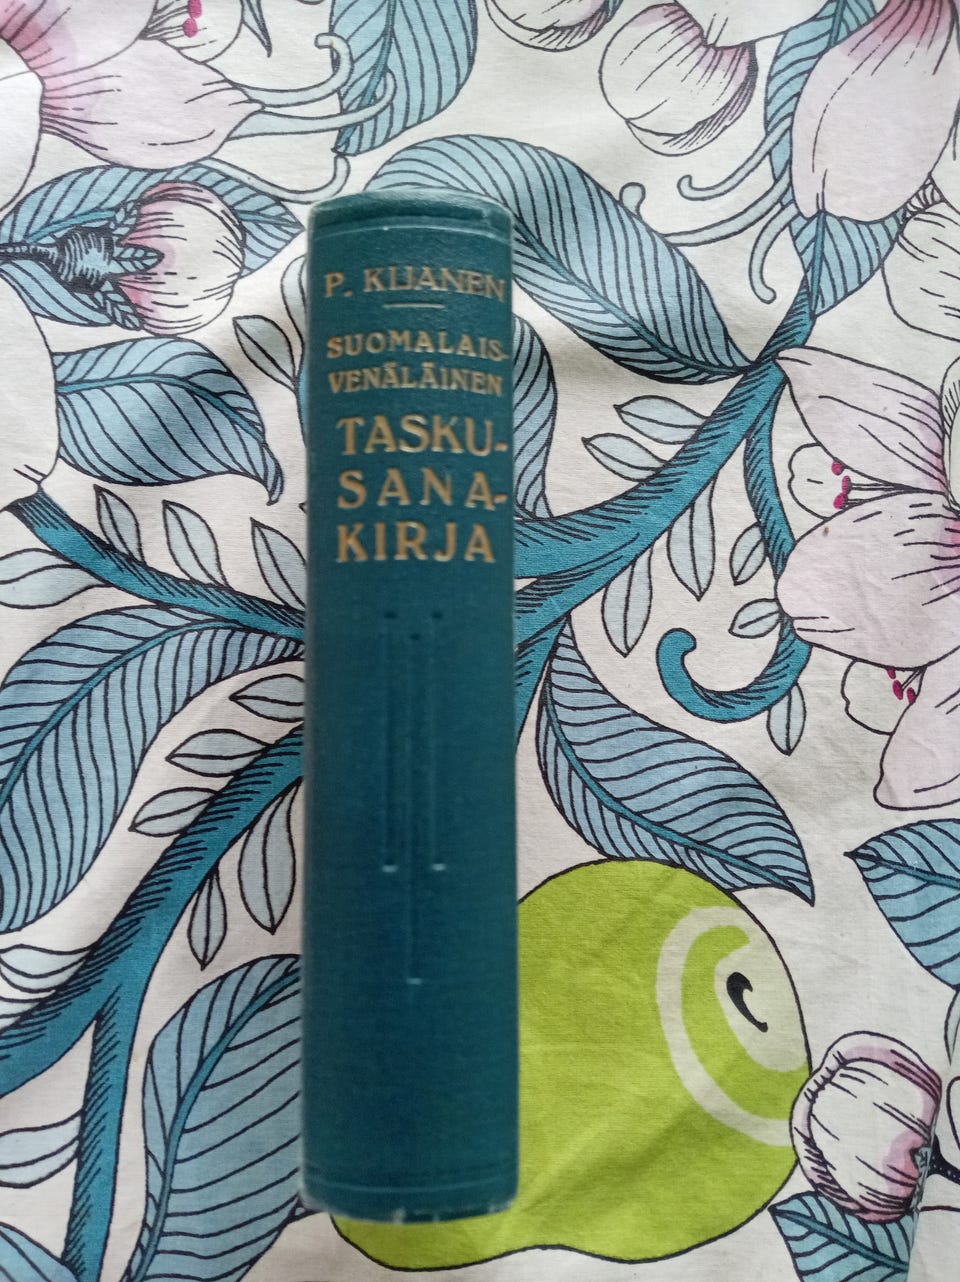 P. KIJANEN
SUOMALAIS-
VENÄLÄINEN
TASKU-
SANA-
KIRJA